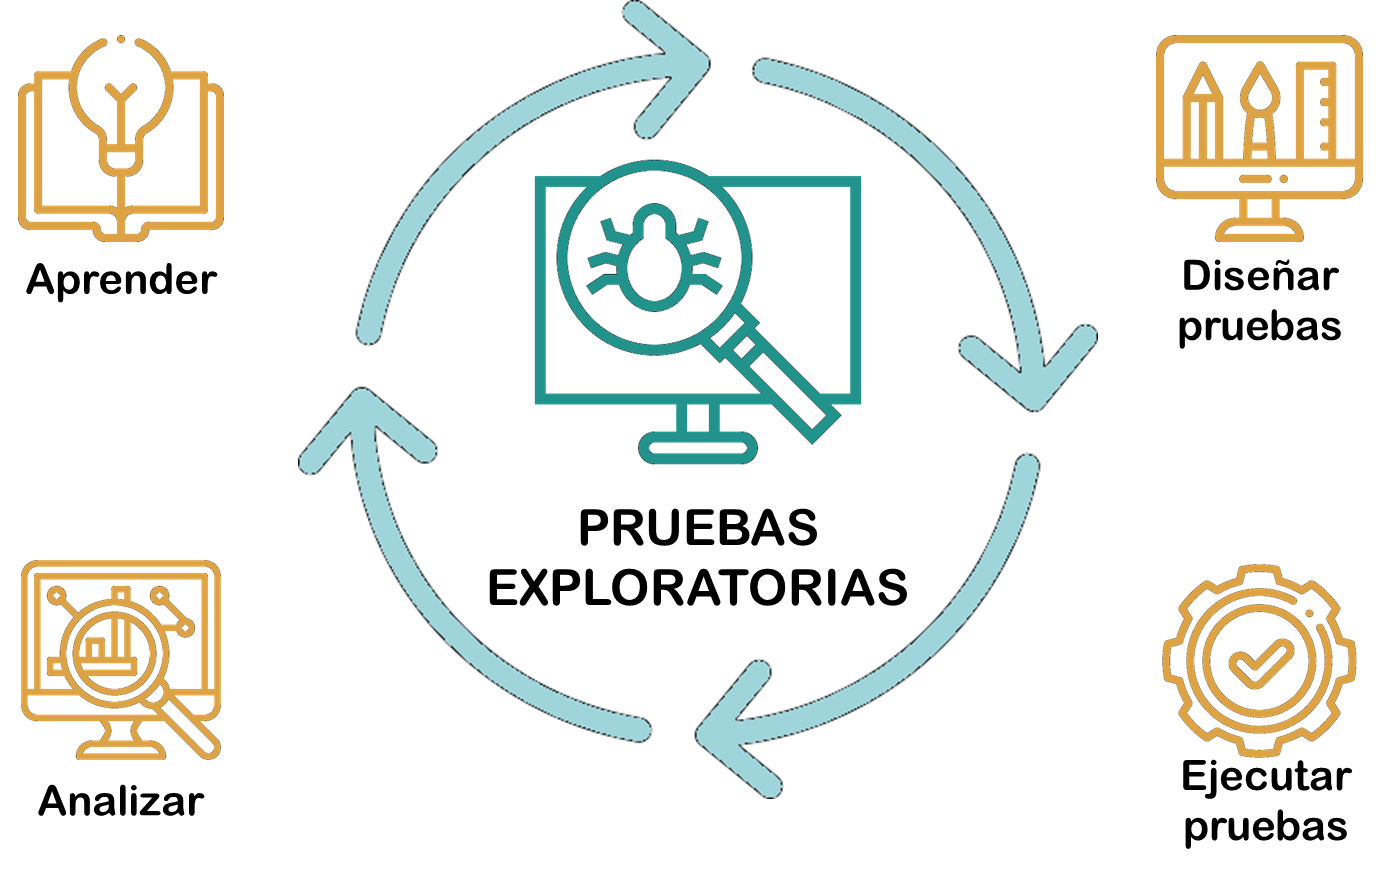 Aprender
Diseñar
pruebas
PRUEBAS
EXPLORATORIAS
Analizar
Ejecutar
pruebas